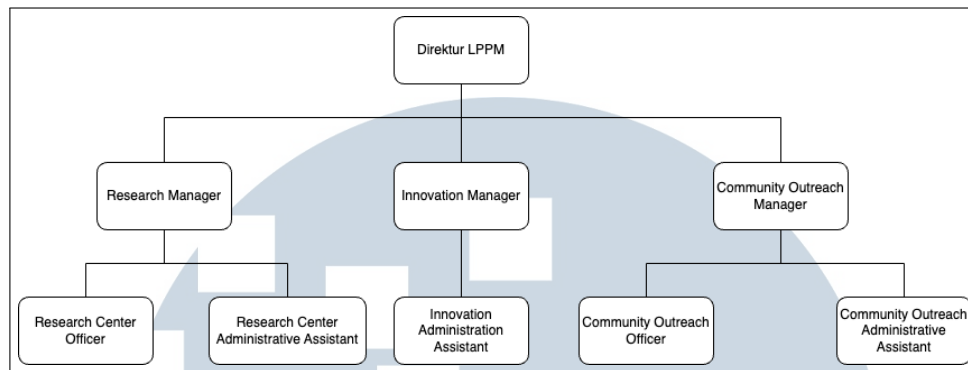 Direktur LPPM
Research Manager
Innovation Manager
Community Outreach
Manager
Research Center
Officer
Research Center
Administrative Assistant
Innovation
Administration
Assistant
Community Outreach
Officer
Community Outreach
Administrative
Assistant